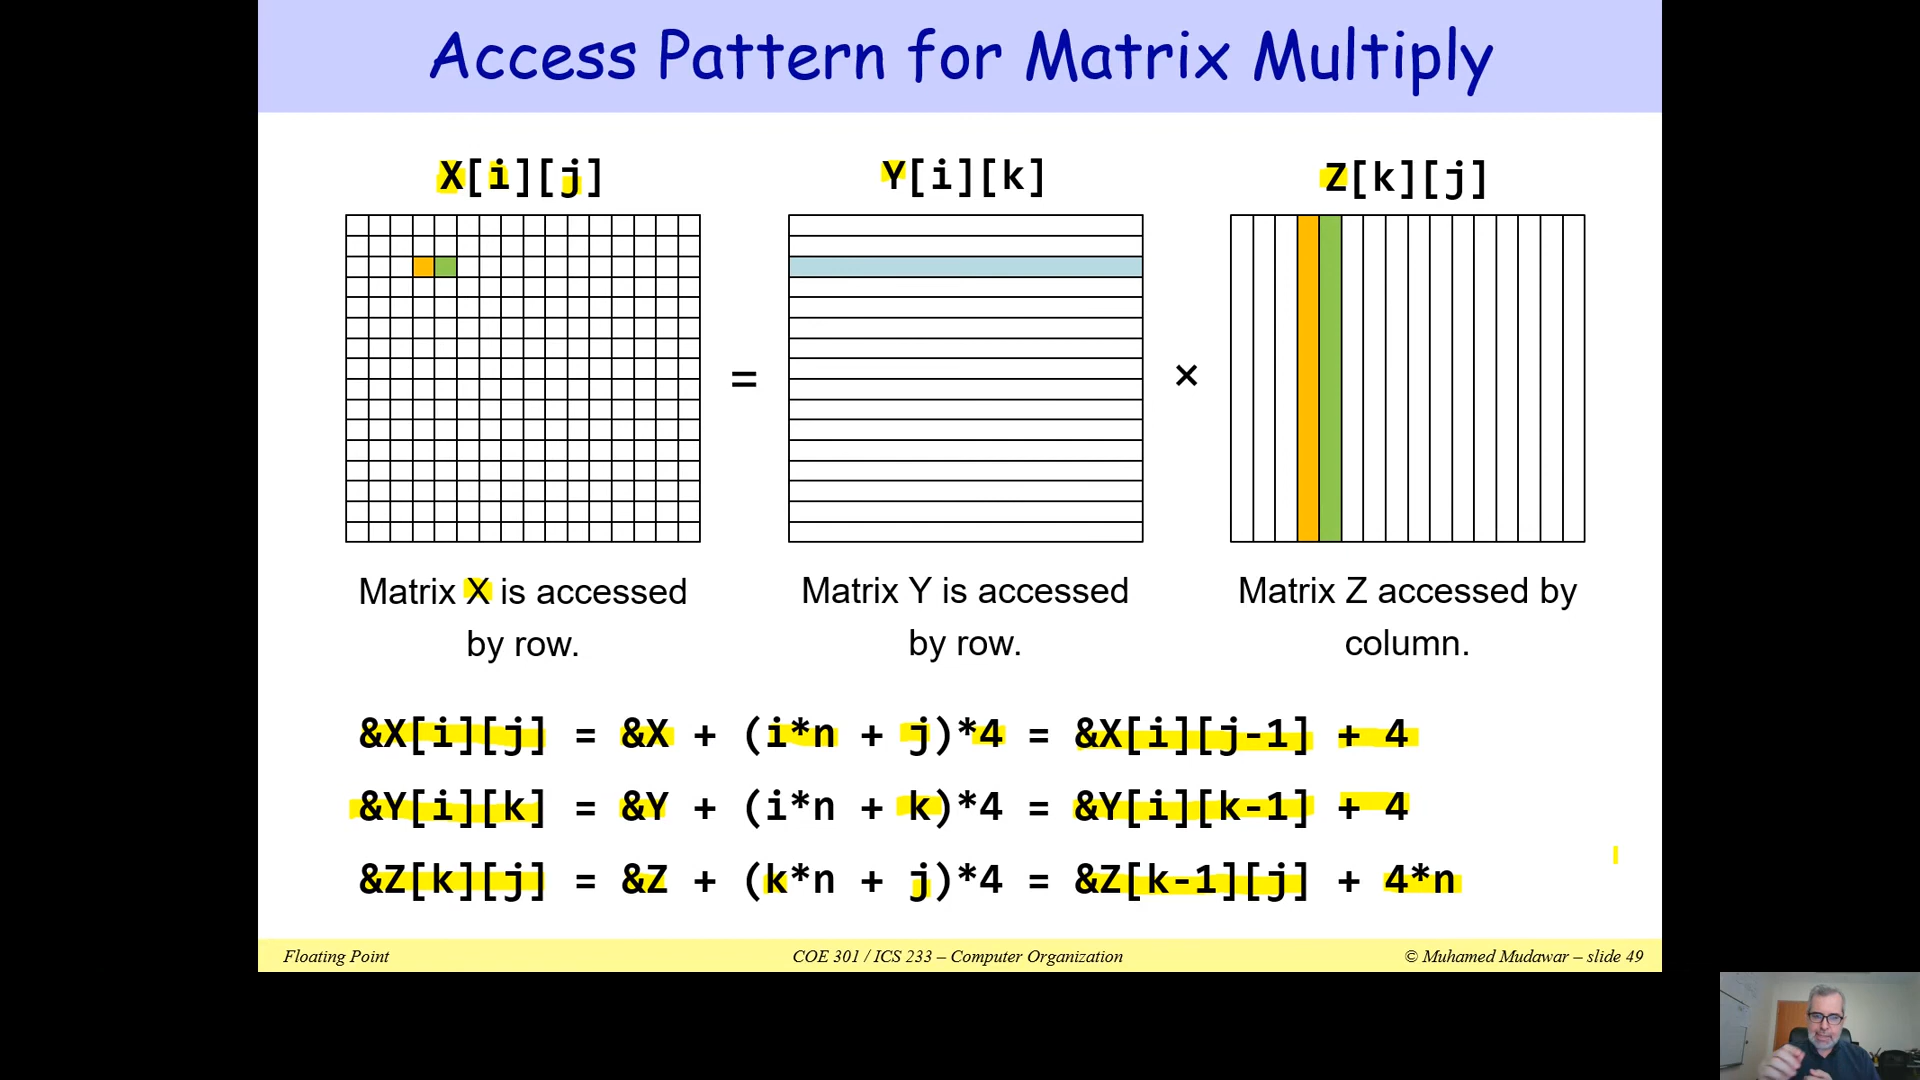 Access Pattern for Matrix Multiply
X[i][j]
Y[i][k]
Z[k][j]
=
×
Matrix X is accessed
by row.
Matrix Y is accessed
by row.
Matrix Z accessed by
column.
&X[i][j] = &X + (i*n + j)*4 = &X[i][j-1] + 4
&Y[i][k] = &Y + (i*n + k)*4 = &Y[i][k-1] + 4
&Z[k][j] = &Z + (k*n + j)*4 = &Z[k-1][j] + 4*n
Floating Point
COE 301 / ICS 233 – Computer Organization
© Muhamed Mudawar – slide 49